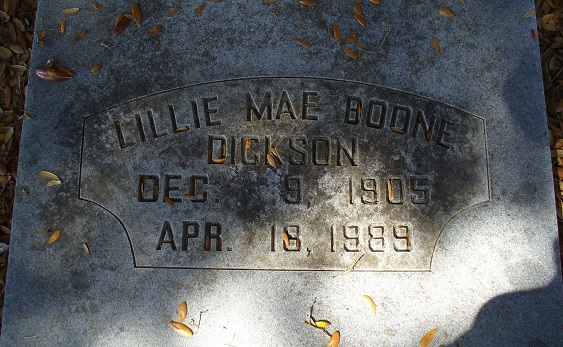 LILLIE MAE BOONE
DICKSON
DEC. 9, 1905
APR. 18, 1989